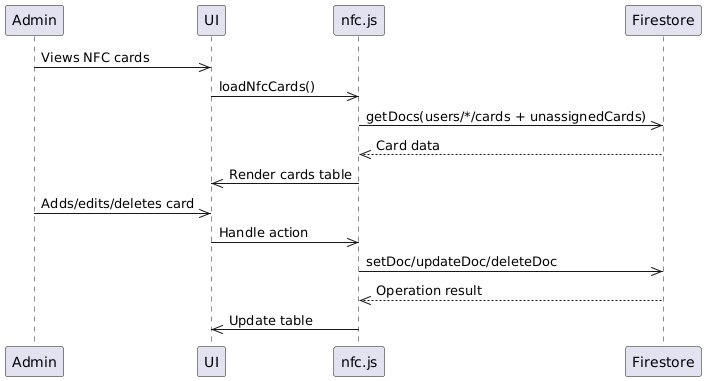 Admin
UI
nfc.js
Firestore
Views NFC cards
loadNfcCards()
getDocs(users/*/cards + unassignedCards)
Card data
Render cards table
Adds/edits/deletes card
Handle action
setDoc/updateDoc/deleteDoc
Operation result
Update table
Admin
UI
nfc.js
Firestore